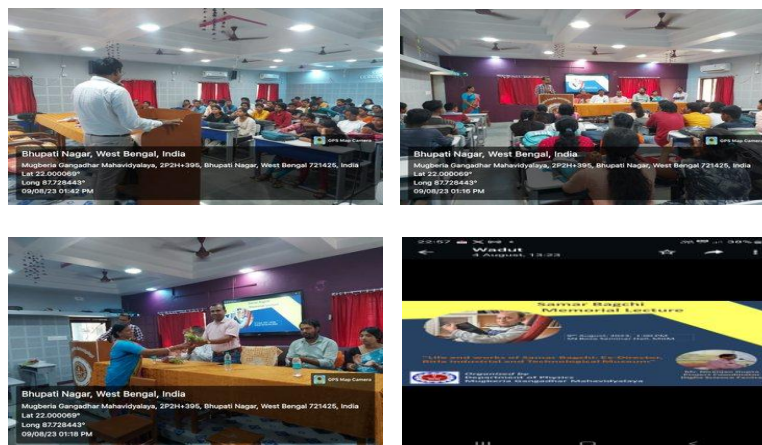 GPS Map Camera
Bhupati Nagar, West Bengal, India
Mugberia Gangadhar Mahavidyalaya, 2P2H+395, Bhupati Nagar, West Bengal 721425, India
Lat 22.000069°
Long 87.728443°
09/08/23 01:42 PM
GPS Map Camera
Bhupati Nagar, West Bengal, India
Mugberia Gangadhar Mahavidyalaya, 2P2H+395, Bhupati Nagar, West Bengal 721425, India
Lat 22.000069°
Long 87.728443°
09/08/23 01:16 PM
GPS Map Camera
Bhupati Nagar, West Bengal, India
Mugberia Gangadhar Mahavidyalaya, 2P2H+395, Bhupati Nagar, West Bengal 721425, India
Lat 22.000069°
Long 87.728443°
09/08/23 01:18 PM
22:57
Wadut
4 August, 13:23
Samar Bagchi
Memorial Lecture
"Life and works of Samar Bagchi: Ex-Director,
Birla Industrial and Technological Museum"
Organized by
Department of Physics
Mugberia Gangadhar Mahavidyalaya